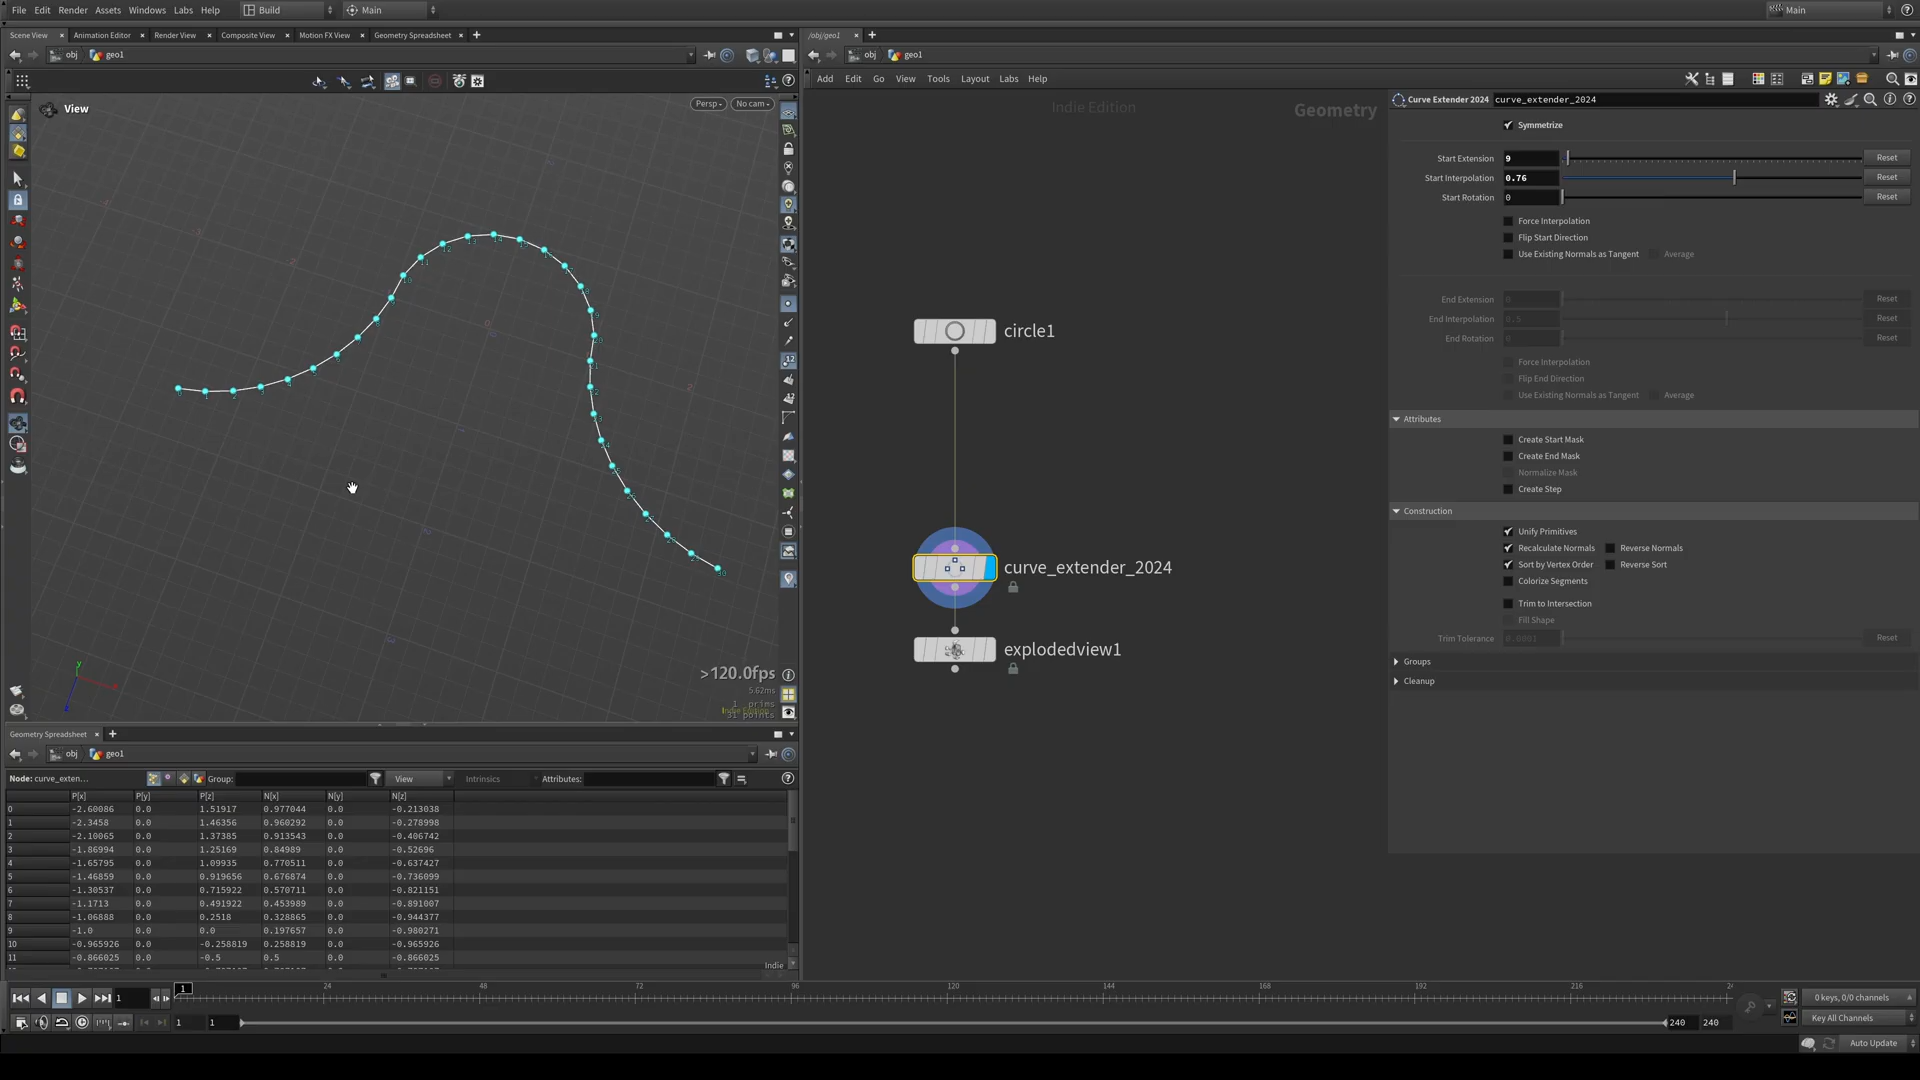 File Edit Render Assets Windows Labs Help Build Main Main
Scene View Animation Editor Render View Composite View Motion FX View Geometry Spreadsheet /obj/geo1
obj geo1 obj geo1
Add Edit Go View Tools Layout Labs Help
View Persp No cam
Indie Edition Geometry
Curve Extender 2024 curve_extender_2024
Symmetrize
Start Extension 9 Reset
Start Interpolation 0.76 Reset
Start Rotation 0 Reset
Force Interpolation
Flip Start Direction
Use Existing Normals as Tangent Average
End Extension 0 Reset
End Interpolation 0.5 Reset
End Rotation 0 Reset
Force Interpolation
Flip End Direction
Use Existing Normals as Tangent Average
Attributes
Create Start Mask
Create End Mask
Normalize Mask
Create Step
Construction
Unify Primitives
Recalculate Normals Reverse Normals
Sort by Vertex Order Reverse Sort
Colorize Segments
Trim to Intersection
Fill Shape
Trim Tolerance 0.0001 Reset
Groups
Cleanup
circle1
curve_extender_2024
explodedview1
>120.0fps
5.62ms
1 prims
31 points
Geometry Spreadsheet
obj geo1
Node: curve_exten... Group: View Intrinsics Attributes:
P[x] P[y] P[z] N[x] N[y] N[z]
0 -2.60086 0.0 1.51917 0.977044 0.0 -0.213038
1 -2.3458 0.0 1.46356 0.960292 0.0 -0.278998
2 -2.10065 0.0 1.37385 0.913543 0.0 -0.406742
3 -1.86994 0.0 1.25169 0.84989 0.0 -0.52696
4 -1.65795 0.0 1.09935 0.770511 0.0 -0.637427
5 -1.46859 0.0 0.919656 0.676874 0.0 -0.736099
6 -1.30537 0.0 0.715922 0.570711 0.0 -0.821151
7 -1.1713 0.0 0.491922 0.453989 0.0 -0.891007
8 -1.06888 0.0 0.2518 0.328865 0.0 -0.944377
9 -1.0 0.0 0.0 0.197657 0.0 -0.980271
10 -0.965926 0.0 -0.258819 0.258819 0.0 -0.965926
11 -0.866025 0.0 -0.5 0.5 0.0 -0.866025
Indie
1 1 24 48 72 96 120 144 168 192 216
0 keys, 0/0 channels
1 1 240 240 Key All Channels
Auto Update